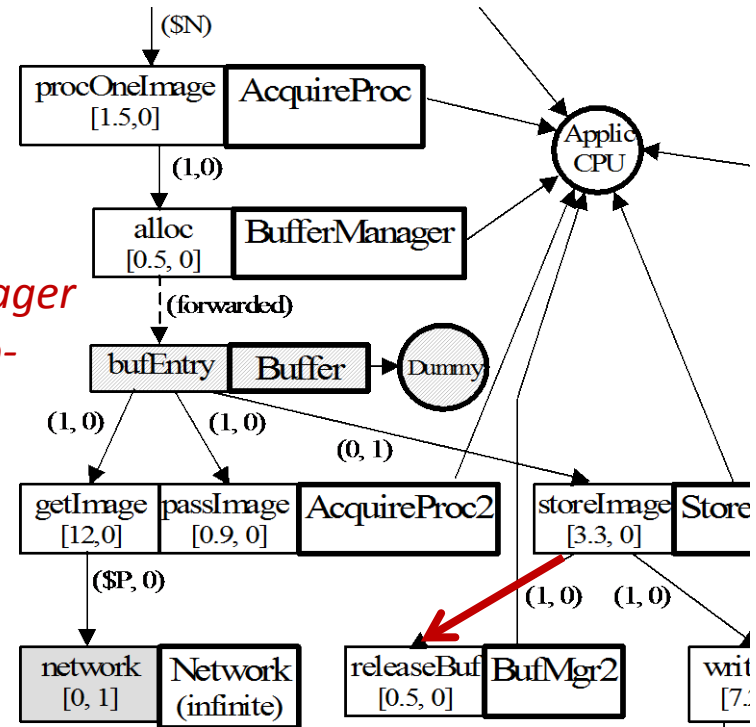 ($N)
procOneImage
[1.5,0]
AcquireProc
Applic
CPU
(1,0)
alloc
[0.5, 0]
BufferManager
ager
(forwarded)
-
bufEntry
Buffer
Dummy
(1, 0)
(1, 0)
(0, 1)
getImage
[12,0]
passImage
[0.9, 0]
AcquireProc2
storeImage
[3.3, 0]
Store
($P, 0)
(1, 0)
(1, 0)
network
[0, 1]
Network
(infinite)
releaseBuf
[0.5, 0]
BufMgr2
writ
[7.2